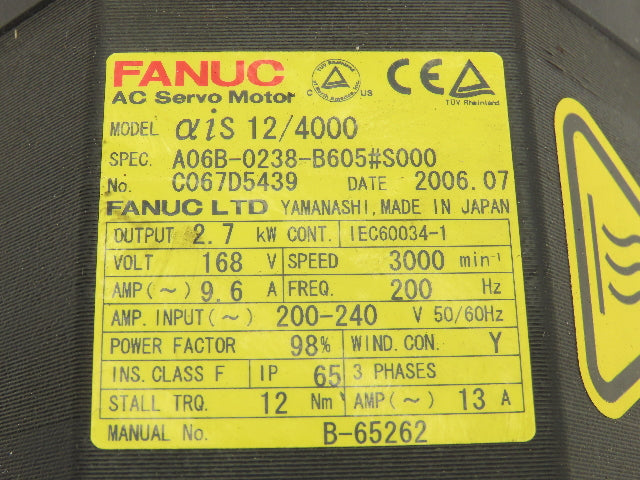 FANUC
AC Servo Motor
C US
TÜV Rheinland
MODEL αiS 12/4000
SPEC. A06B-0238-B605#S000
No. C067D5439 DATE 2006.07
FANUC LTD YAMANASHI, MADE IN JAPAN
OUTPUT 2.7 kW CONT. IEC60034-1
VOLT 168 V SPEED 3000 min⁻¹
AMP(~) 9.6 A FREQ. 200 Hz
AMP. INPUT(~) 200-240 V 50/60Hz
POWER FACTOR 98% WIND. CON. Y
INS. CLASS F IP 65 3 PHASES
STALL TRQ. 12 Nm AMP(~) 13 A
MANUAL No. B-65262